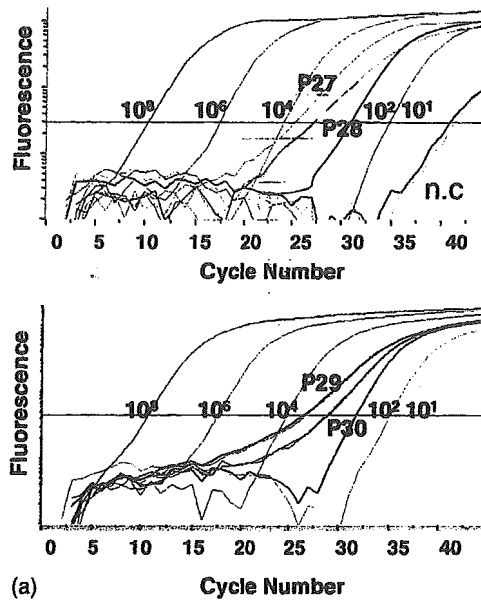 Fluorescence
P27
10⁸ 10⁶ 10⁴ P28 10² 10¹
n.c
0 5 10 15 20 25 30 35 40
Cycle Number
Fluorescence
P29
10⁸ 10⁶ 10⁴ 10² 10¹
P30
0 5 10 15 20 25 30 35 40
(a) Cycle Number